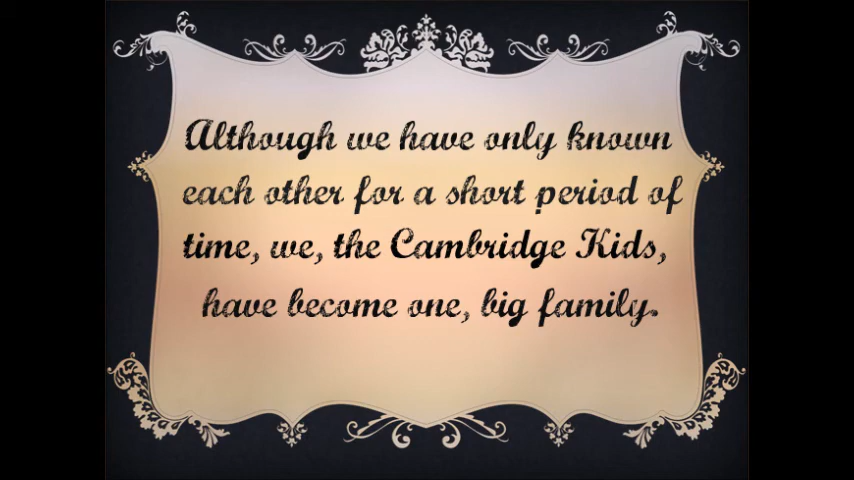 Although we have only known
each other for a short period of
time, we, the Cambridge Kids,
have become one, big family.